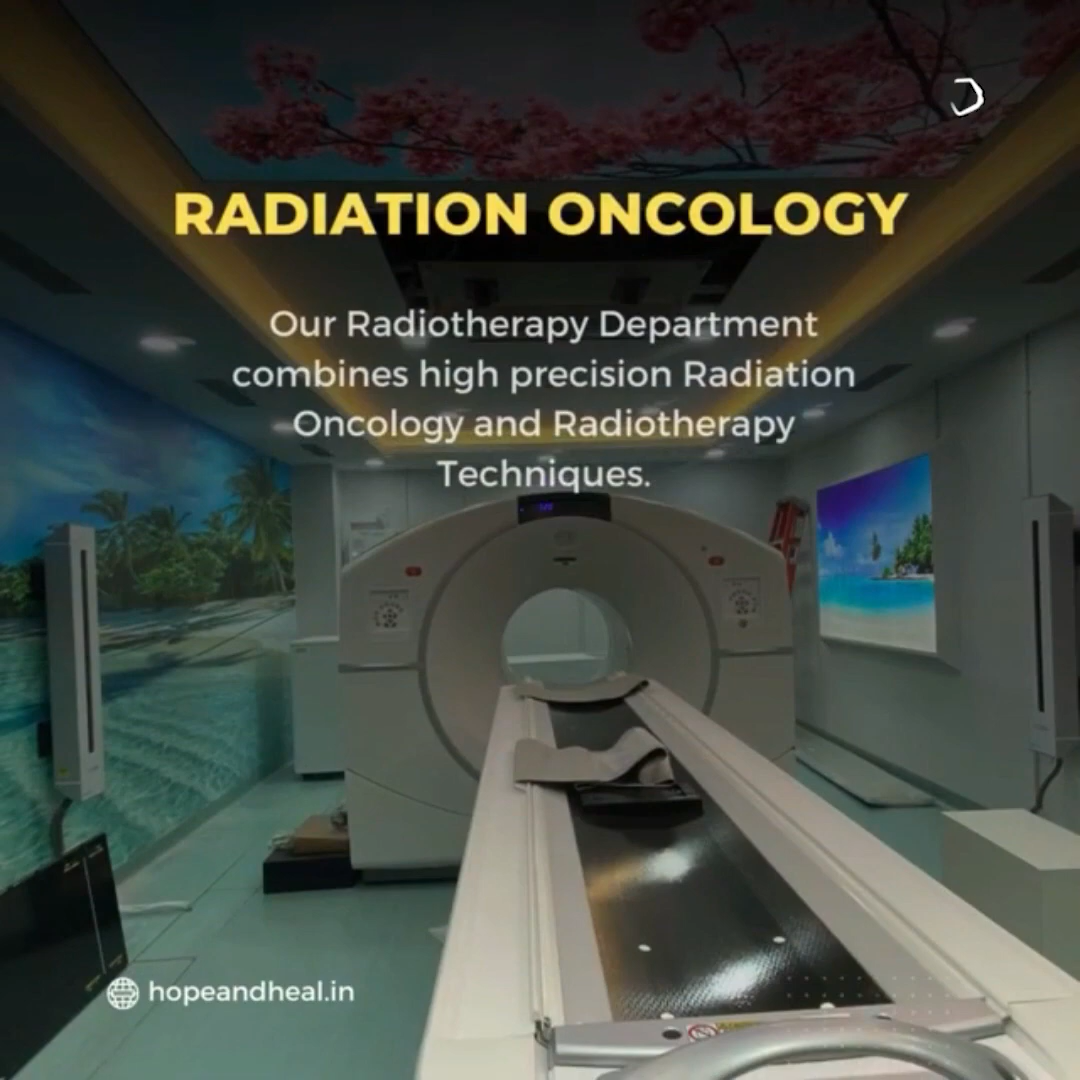 RADIATION ONCOLOGY
Our Radiotherapy Department
combines high precision Radiation
Oncology and Radiotherapy
Techniques.
hopeandheal.in